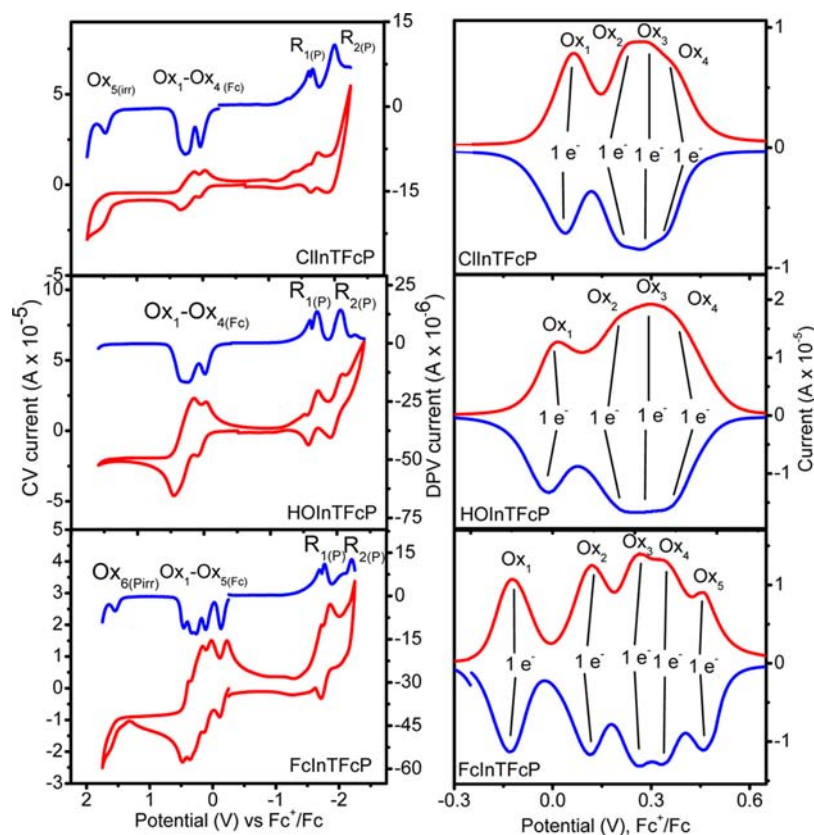 CV current (A x 10⁻⁵)
5
0
-5
Ox5(irr)
Ox1-Ox4 (Fc)
R1(P)
R2(P)
15
0
-15
ClInTFcP
10
5
0
-5
Ox1-Ox4(Fc)
R1(P)
R2(P)
25
0
-25
-50
-75
HOInTFcP
DPV current (A x 10⁻⁶)
5
4
3
2
1
0
-1
-2
-3
Ox6(Pirr)
Ox1-Ox5(Fc)
R1(P)
R2(P)
15
0
-15
-30
-45
-60
FcInTFcP
2
1
0
-1
-2
Potential (V) vs Fc⁺/Fc
Ox1
Ox2
Ox3
Ox4
1 e⁻
1 e⁻
1 e⁻
1 e⁻
1
0
-1
ClInTFcP
Ox1
Ox2
Ox3
Ox4
1 e⁻
1 e⁻
1 e⁻
1 e⁻
2
1
0
-1
HOInTFcP
Current (A x 10⁻⁵)
Ox1
Ox2
Ox3
Ox4
Ox5
1 e⁻
1 e⁻
1 e⁻
1 e⁻
1 e⁻
1
0
-1
FcInTFcP
-0.3
0.0
0.3
0.6
Potential (V), Fc⁺/Fc